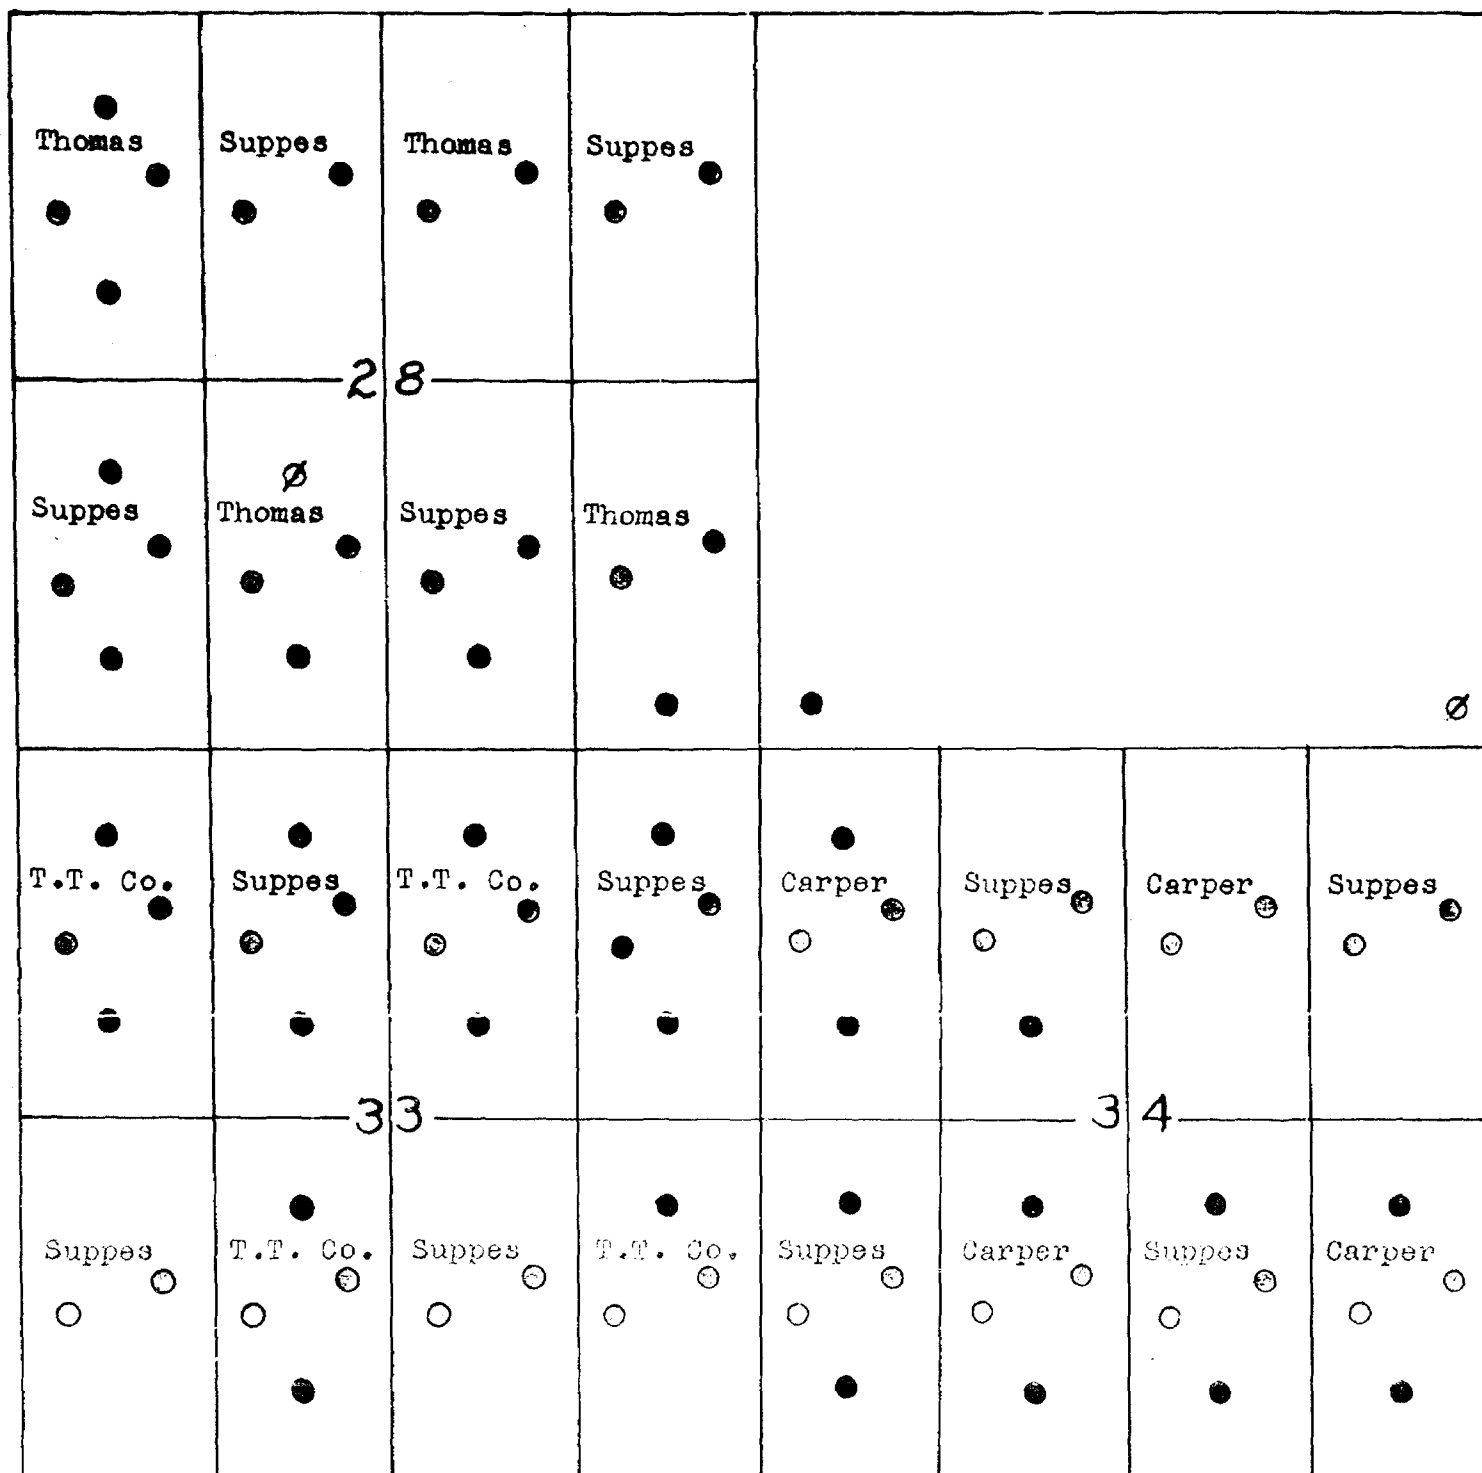 Thomas Suppes Thomas Suppes
28
Suppes Thomas Suppes Thomas
T.T. Co. Suppes T.T. Co. Suppes Carper Suppes Carper Suppes
33 34
Suppes T.T. Co. Suppes T.T. Co. Suppes Carper Suppes Carper